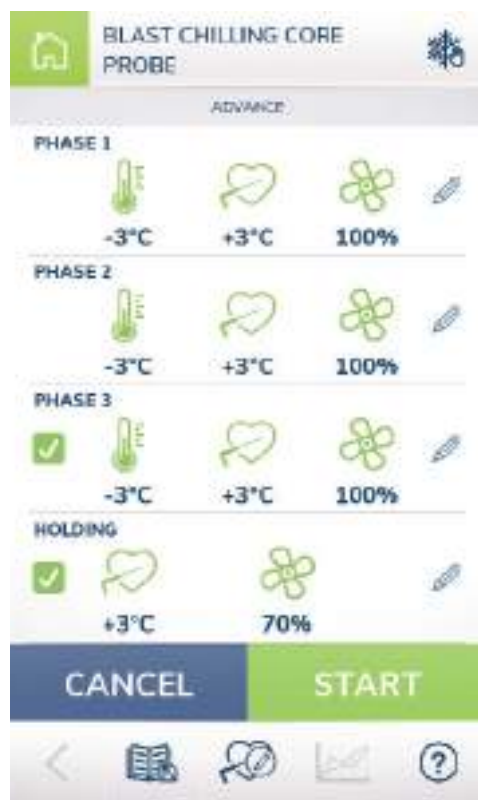 BLAST CHILLING CORE
PROBE
ADVANCE
PHASE 1
-3°C +3°C 100%
PHASE 2
-3°C +3°C 100%
PHASE 3
-3°C +3°C 100%
HOLDING
+3°C 70%
CANCEL START
?